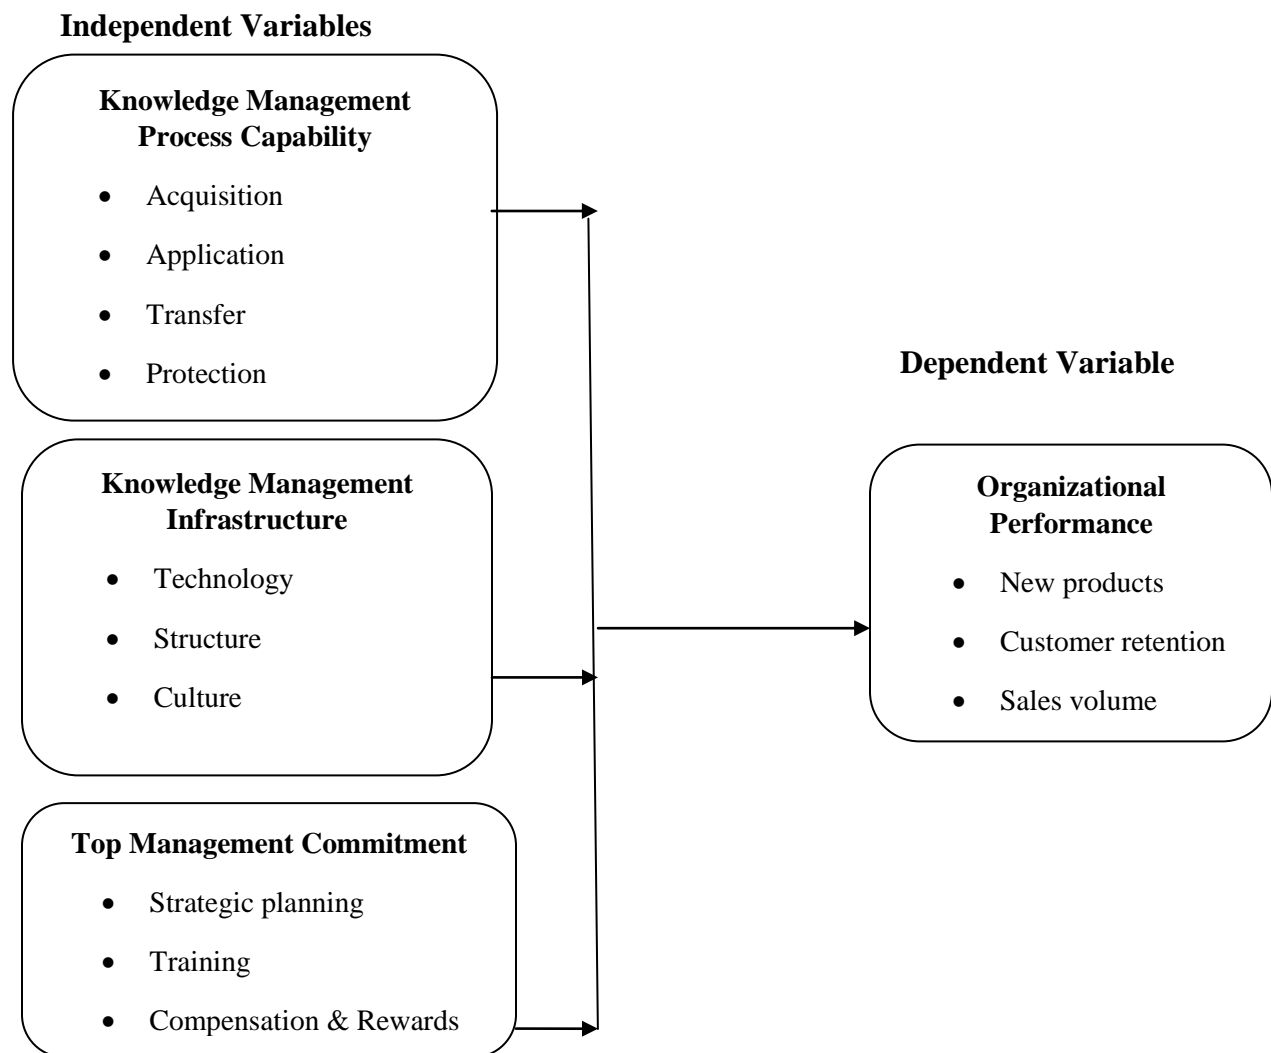 Independent Variables
Knowledge Management
Process Capability
• Acquisition
• Application
• Transfer
• Protection
Knowledge Management
Infrastructure
• Technology
• Structure
• Culture
Top Management Commitment
• Strategic planning
• Training
• Compensation & Rewards
Dependent Variable
Organizational
Performance
• New products
• Customer retention
• Sales volume